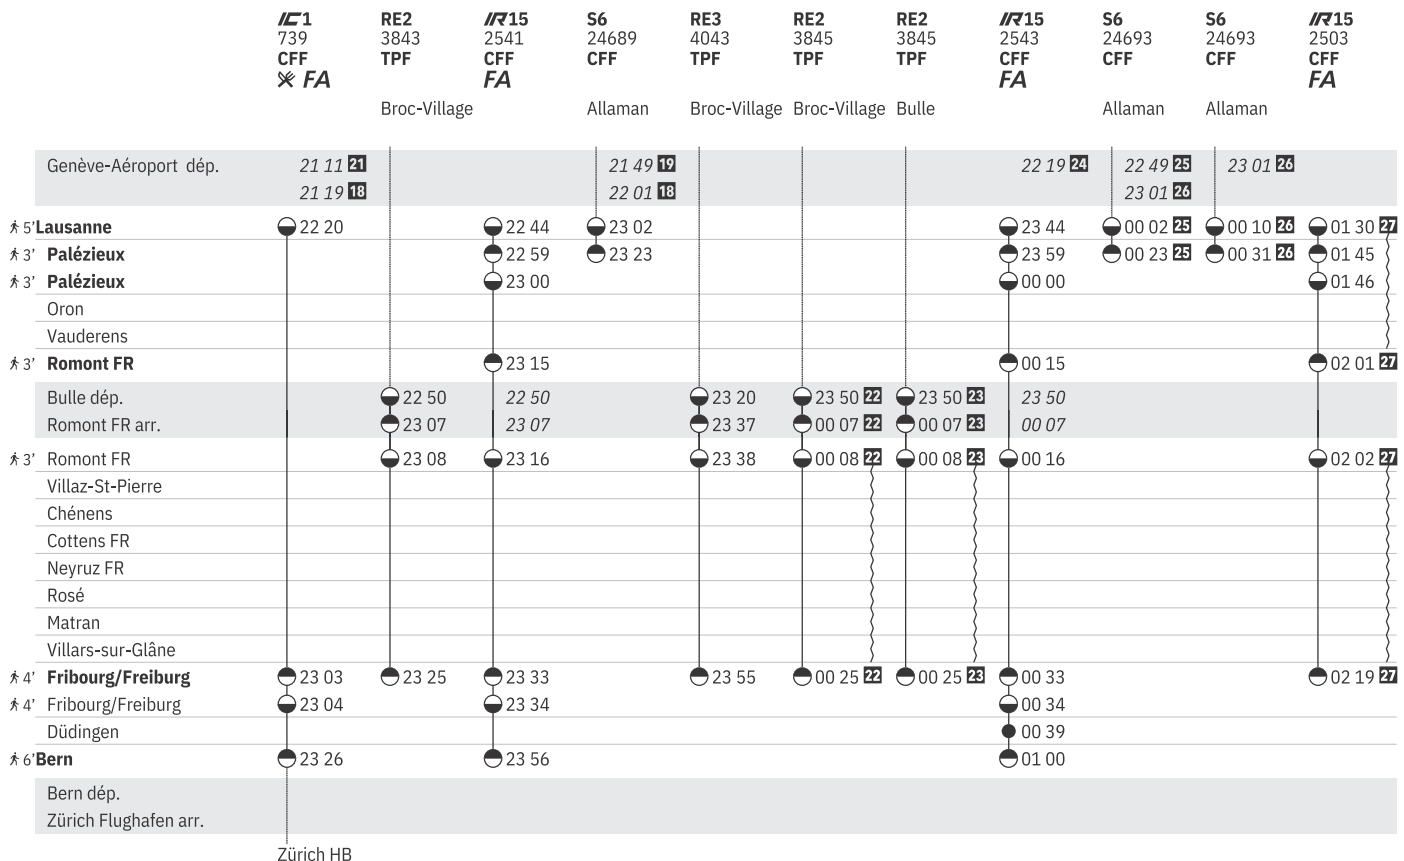 IC 1 RE2 IR 15 S6 RE3 RE2 RE2 IR 15 S6 S6 IR 15
739 3843 2541 24689 4043 3845 3845 2543 24693 24693 2503
CFF TPF CFF CFF TPF TPF TPF CFF CFF CFF CFF
FA FA FA FA
Broc-Village Allaman Broc-Village Broc-Village Bulle Allaman Allaman
Genève-Aéroport dép. 21 11 21 21 49 19 22 19 24 22 49 25 23 01 26
21 19 18 22 01 18 23 01 26
5' Lausanne 22 20 22 44 23 02 23 44 00 02 25 00 10 26 01 30 27
3' Palézieux 22 59 23 23 23 59 00 23 25 00 31 26 01 45
3' Palézieux 23 00 00 00 01 46
Oron
Vauderens
3' Romont FR 23 15 00 15 02 01 27
Bulle dép. 22 50 22 50 23 20 23 50 22 23 50 23 23 50
Romont FR arr. 23 07 23 07 23 37 00 07 22 00 07 23 00 07
3' Romont FR 23 08 23 16 23 38 00 08 22 00 08 23 00 16 02 02 27
Villaz-St-Pierre
Chénens
Cottens FR
Neyruz FR
Rosé
Matran
Villars-sur-Glâne
4' Fribourg/Freiburg 23 03 23 25 23 33 23 55 00 25 22 00 25 23 00 33 02 19 27
4' Fribourg/Freiburg 23 04 23 34 00 34
Düdingen 00 39
6' Bern 23 26 23 56 01 00
Bern dép.
Zürich Flughafen arr.
Zürich HB